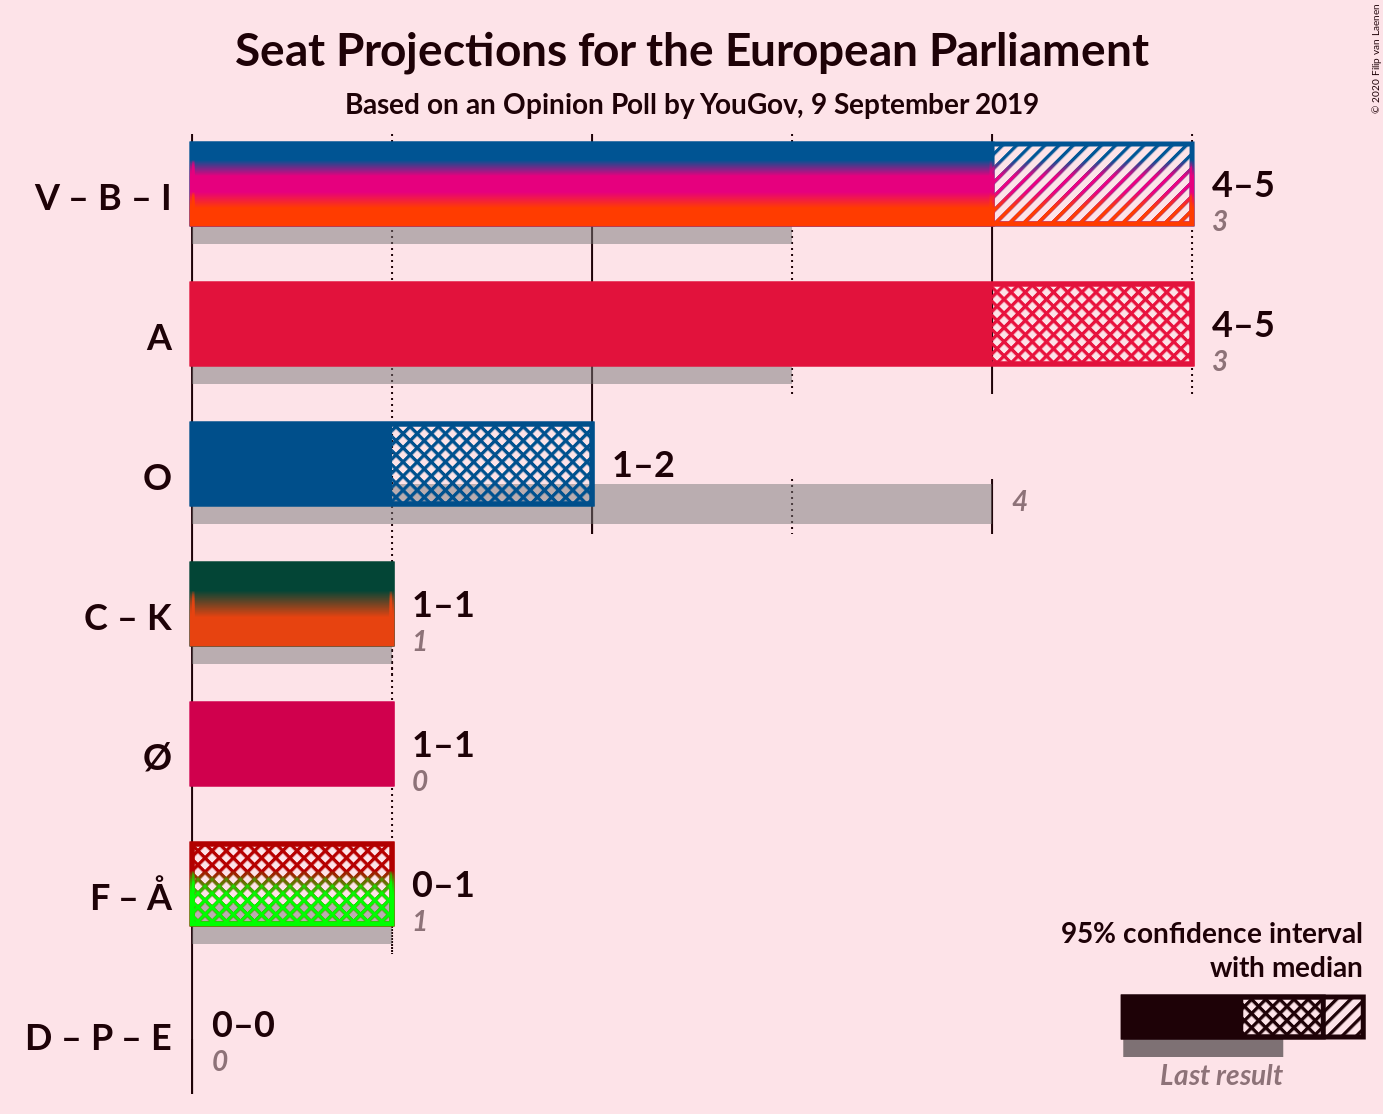 Seat Projections for the European Parliament
Based on an Opinion Poll by YouGov, 9 September 2019
© 2020 Filip van Laenen
V – B – I
4–5
3
A
4–5
3
O
1–2
4
C – K
1–1
1
Ø
1–1
0
F – Å
0–1
1
D – P – E
0–0
0
95% confidence interval
with median
Last result